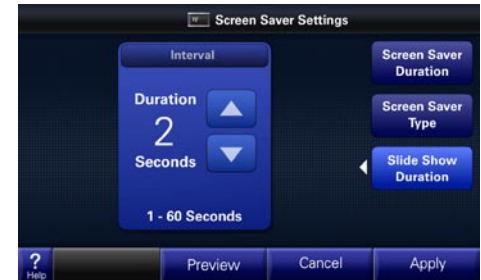 Screen Saver Settings
Interval
Duration
2
Seconds
1 - 60 Seconds
Screen Saver
Duration
Screen Saver
Type
Slide Show
Duration
?
Help
Preview
Cancel
Apply